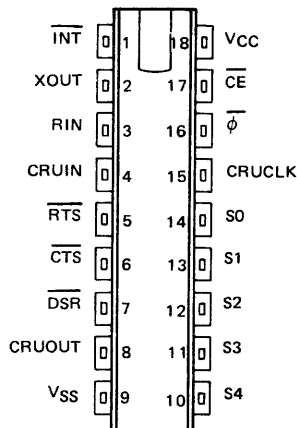 INT 1 18 VCC
XOUT 2 17 CE
RIN 3 16 φ
CRUIN 4 15 CRUCLK
RTS 5 14 S0
CTS 6 13 S1
DSR 7 12 S2
CRUOUT 8 11 S3
VSS 9 10 S4